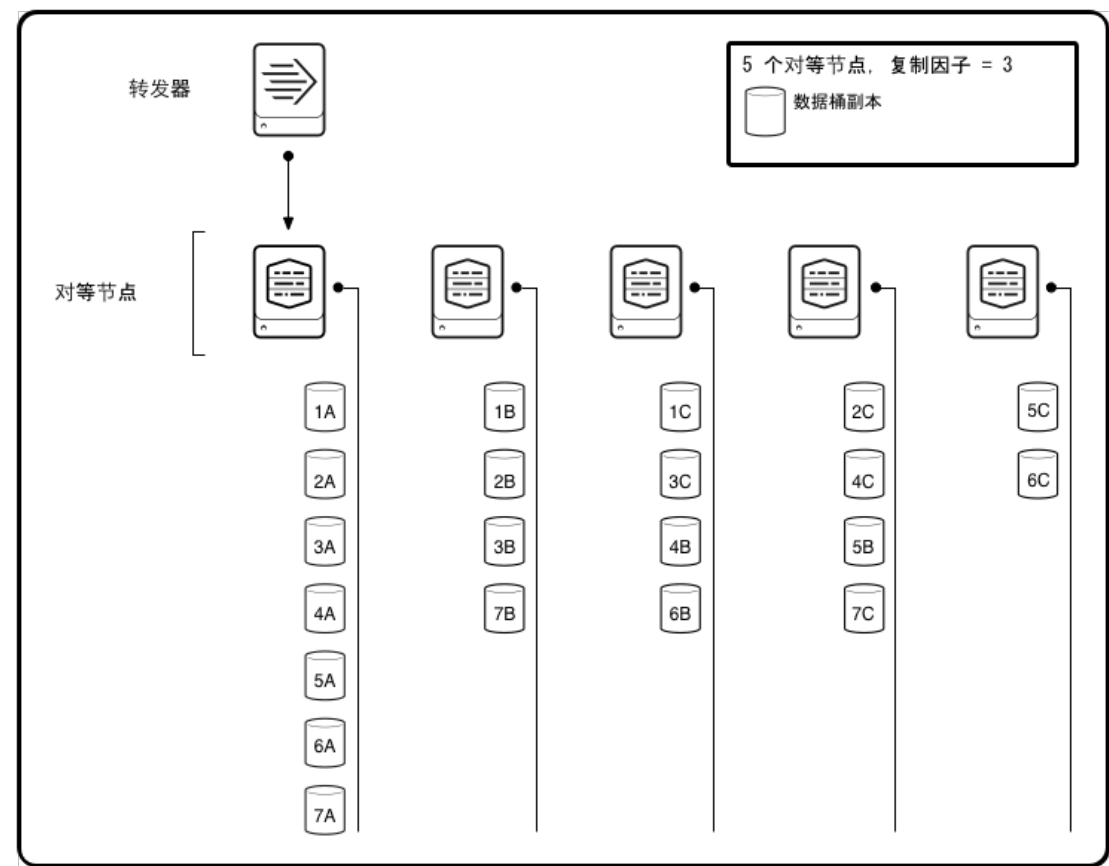 转发器
5 个对等节点, 复制因子 = 3
数据桶副本
对等节点
1A 1B 1C 2C 5C
2A 2B 3C 4C 6C
3A 3B 4B 5B
4A 7B 6B 7C
5A
6A
7A